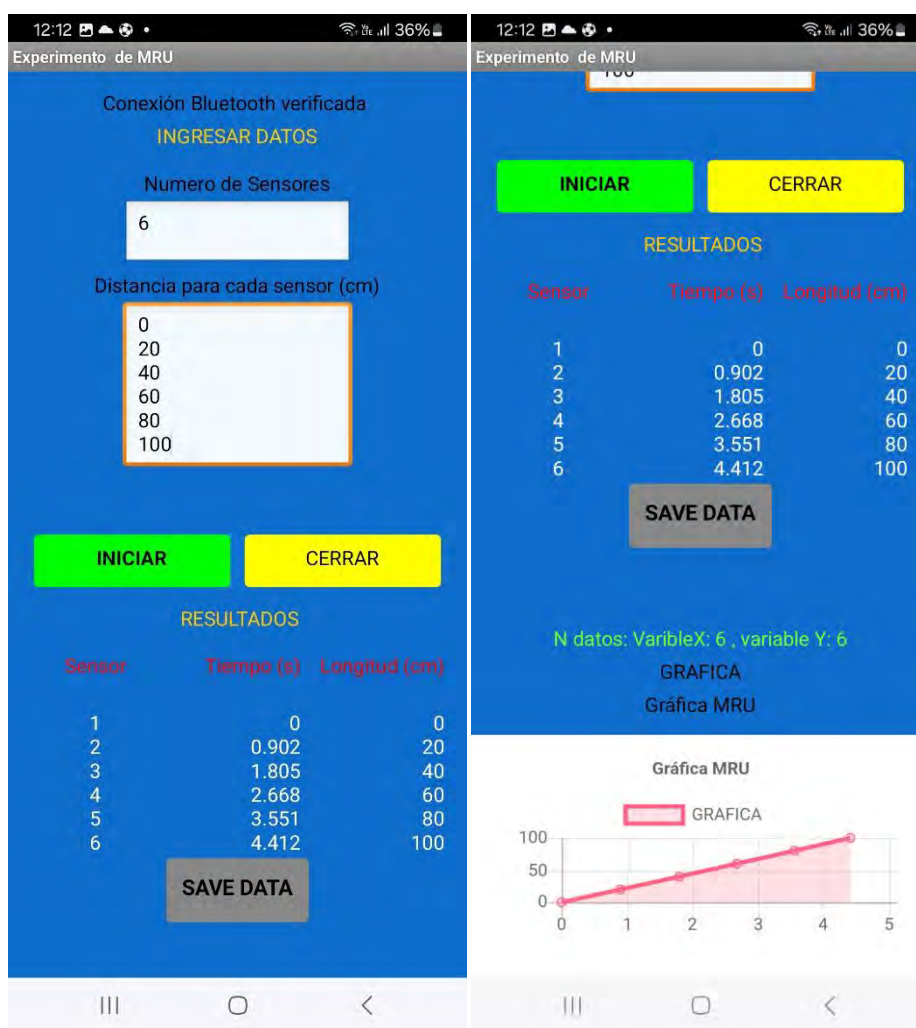 12:12 36%
Experimento de MRU
Conexión Bluetooth verificada
INGRESAR DATOS
Numero de Sensores
6
Distancia para cada sensor (cm)
0
20
40
60
80
100
INICIAR CERRAR
RESULTADOS
Sensor Tiempo (s) Longitud (cm)
1 0 0
2 0.902 20
3 1.805 40
4 2.668 60
5 3.551 80
6 4.412 100
SAVE DATA
12:12 36%
Experimento de MRU
100
INICIAR CERRAR
RESULTADOS
Sensor Tiempo (s) Longitud (cm)
1 0 0
2 0.902 20
3 1.805 40
4 2.668 60
5 3.551 80
6 4.412 100
SAVE DATA
N datos: VaribleX: 6 , variable Y: 6
GRAFICA
Gráfica MRU
Gráfica MRU
GRAFICA
100
50
0
0 1 2 3 4 5